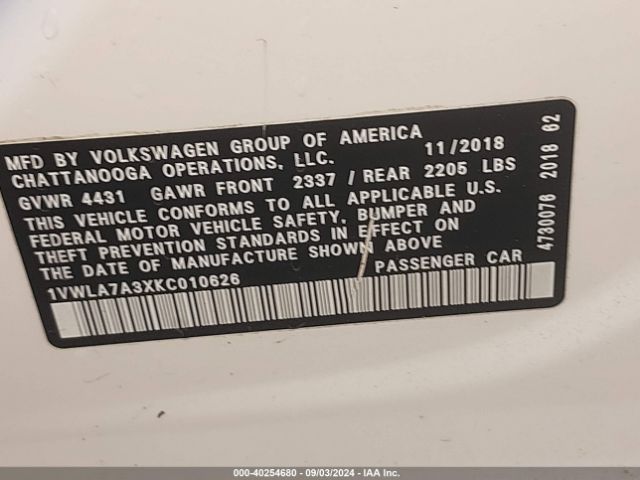 MFD BY VOLKSWAGEN GROUP OF AMERICA
CHATTANOOGA OPERATIONS, LLC. 11/2018
GVWR 4431 GAWR FRONT 2337 / REAR 2205 LBS
THIS VEHICLE CONFORMS TO ALL APPLICABLE U.S.
FEDERAL MOTOR VEHICLE SAFETY, BUMPER AND
THEFT PREVENTION STANDARDS IN EFFECT ON
THE DATE OF MANUFACTURE SHOWN ABOVE
1VWLA7A3XKC010626 PASSENGER CAR
4730076 2018 62
000-40254680 - 09/03/2024 - IAA, Inc.